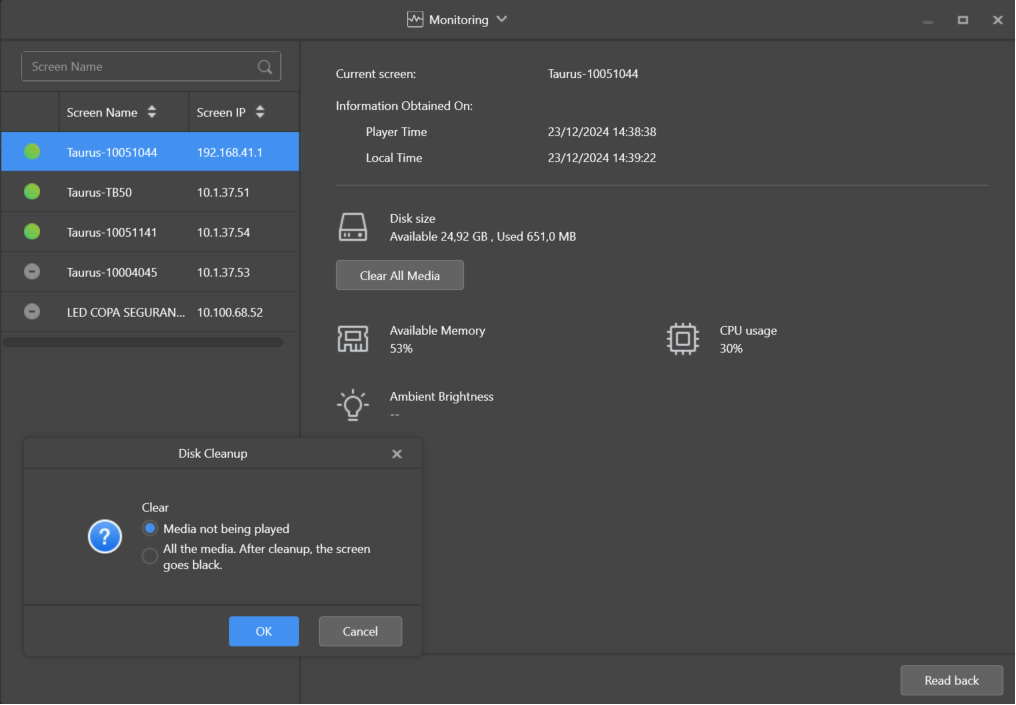 Monitoring
Screen Name
Screen Name Screen IP
Taurus-10051044 192.168.41.1
Taurus-TB50 10.1.37.51
Taurus-10051141 10.1.37.54
Taurus-10004045 10.1.37.53
LED COPA SEGURAN... 10.100.68.52
Current screen: Taurus-10051044
Information Obtained On:
Player Time 23/12/2024 14:38:38
Local Time 23/12/2024 14:39:22
Disk size
Available 24,92 GB , Used 651,0 MB
Clear All Media
Available Memory
53%
CPU usage
30%
Ambient Brightness
--
Disk Cleanup
Clear
Media not being played
All the media. After cleanup, the screen
goes black.
OK Cancel
Read back